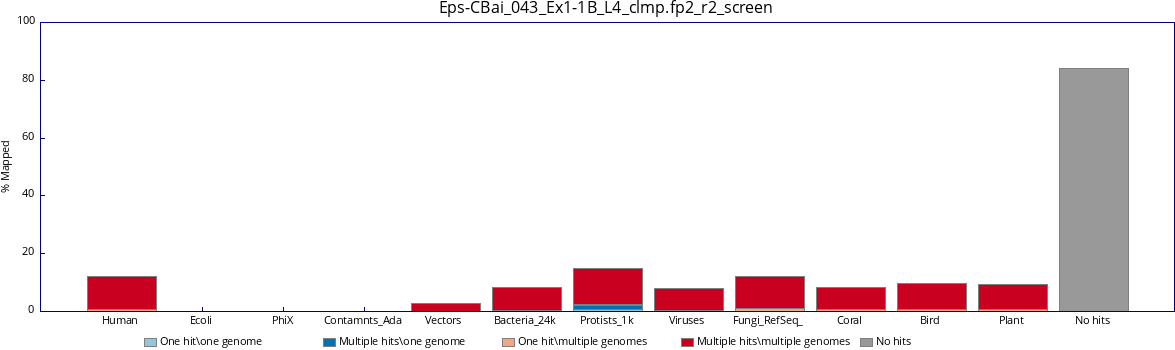 Eps-CBai_043_Ex1-1B_L4_clmp.fp2_r2_screen
100
80
60
40
20
0
% Mapped
Human Ecoli PhiX Contamnts_Ada Vectors Bacteria_24k Protists_1k Viruses Fungi_RefSeq_ Coral Bird Plant No hits
One hit\one genome Multiple hits\one genome One hit\multiple genomes Multiple hits\multiple genomes No hits